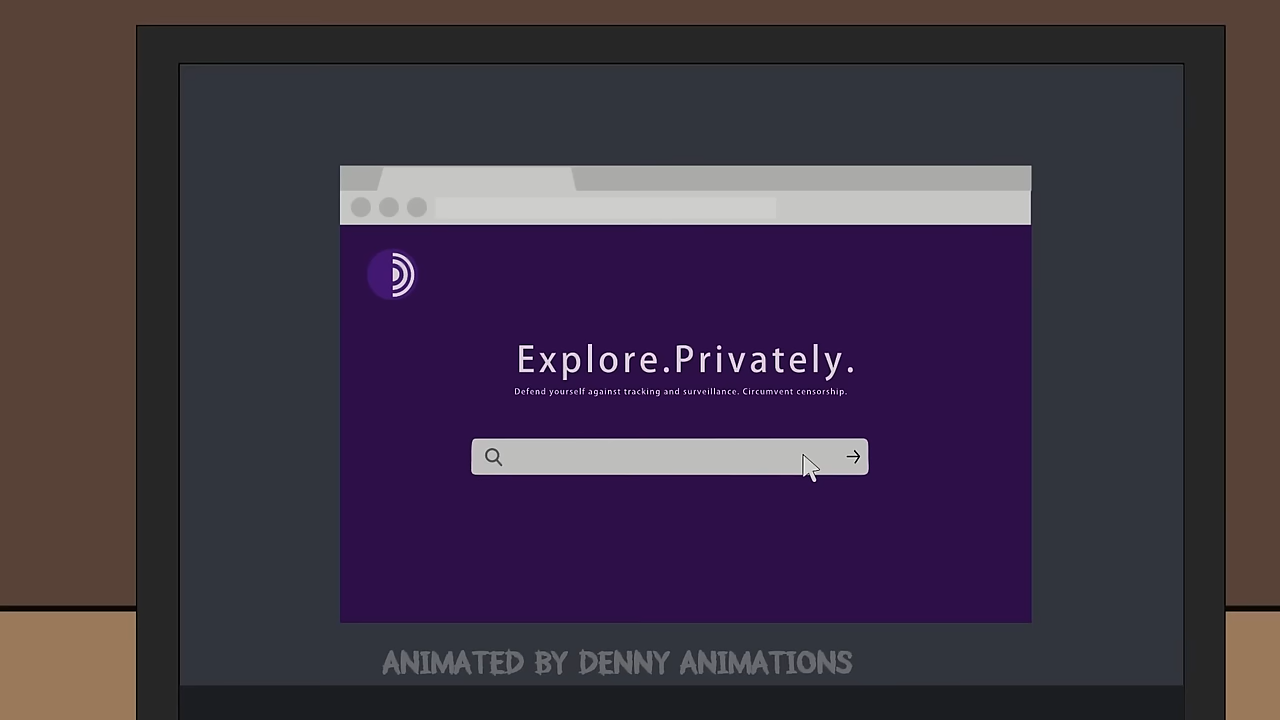 Explore.Privately.
Defend yourself against tracking and surveillance. Circumvent censorship.
ANIMATED BY DENNY ANIMATIONS